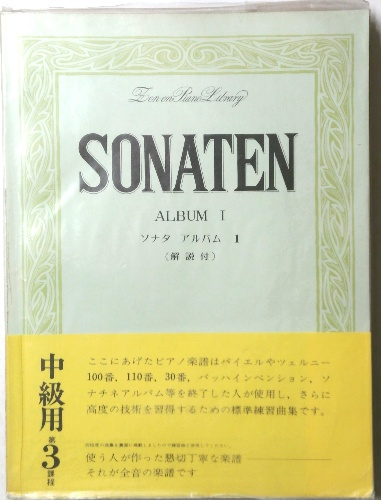 Zen-on Piano Library
SONATEN
ALBUM I
ソナタ アルバム 1
(解説付)
中級用
第3課程
ここにあげたピアノ楽譜はバイエルやツェルニー
100番, 110番, 30番, バッハインベンション, ソ
ナチネアルバム等を終了した人が使用し, さらに
高度の技術を習得するための標準練習曲集です.
使う人が作った懇切丁寧な楽譜
それが全音の楽譜です